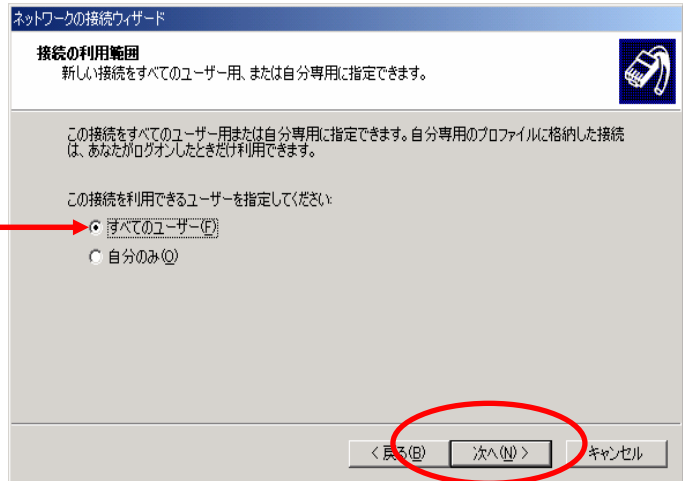 ネットワークの接続ウィザード
接続の利用範囲
新しい接続をすべてのユーザー用、または自分専用に指定できます。
この接続をすべてのユーザー用または自分専用に指定できます。自分専用のプロファイルに格納した接続
は、あなたがログオンしたときだけ利用できます。
この接続を利用できるユーザーを指定してください:
すべてのユーザー(F)
自分のみ(O)
< 戻る(B) 次へ(N) > キャンセル